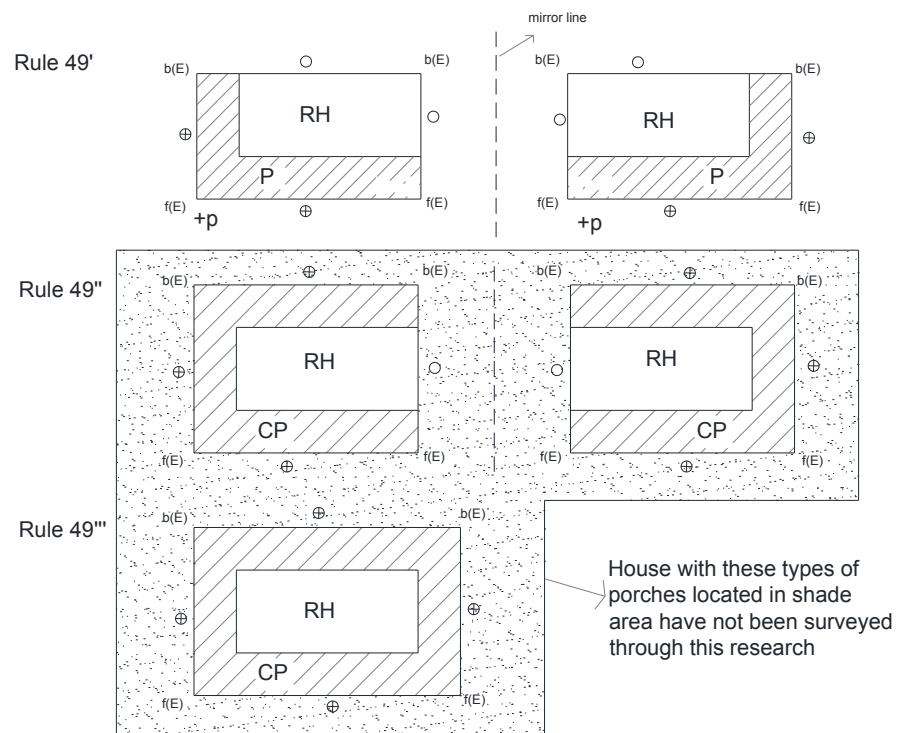 mirror line
Rule 49'
b(E) b(E) b(E) b(E)
RH RH
P P
f(E) f(E) f(E) f(E)
+p +p
Rule 49"
b(E) b(E) b(E) b(E)
RH RH
CP CP
f(E) f(E) f(E) f(E)
Rule 49'"
b(E) b(E)
RH
CP
f(E) f(E)
House with these types of
porches located in shade
area have not been surveyed
through this research